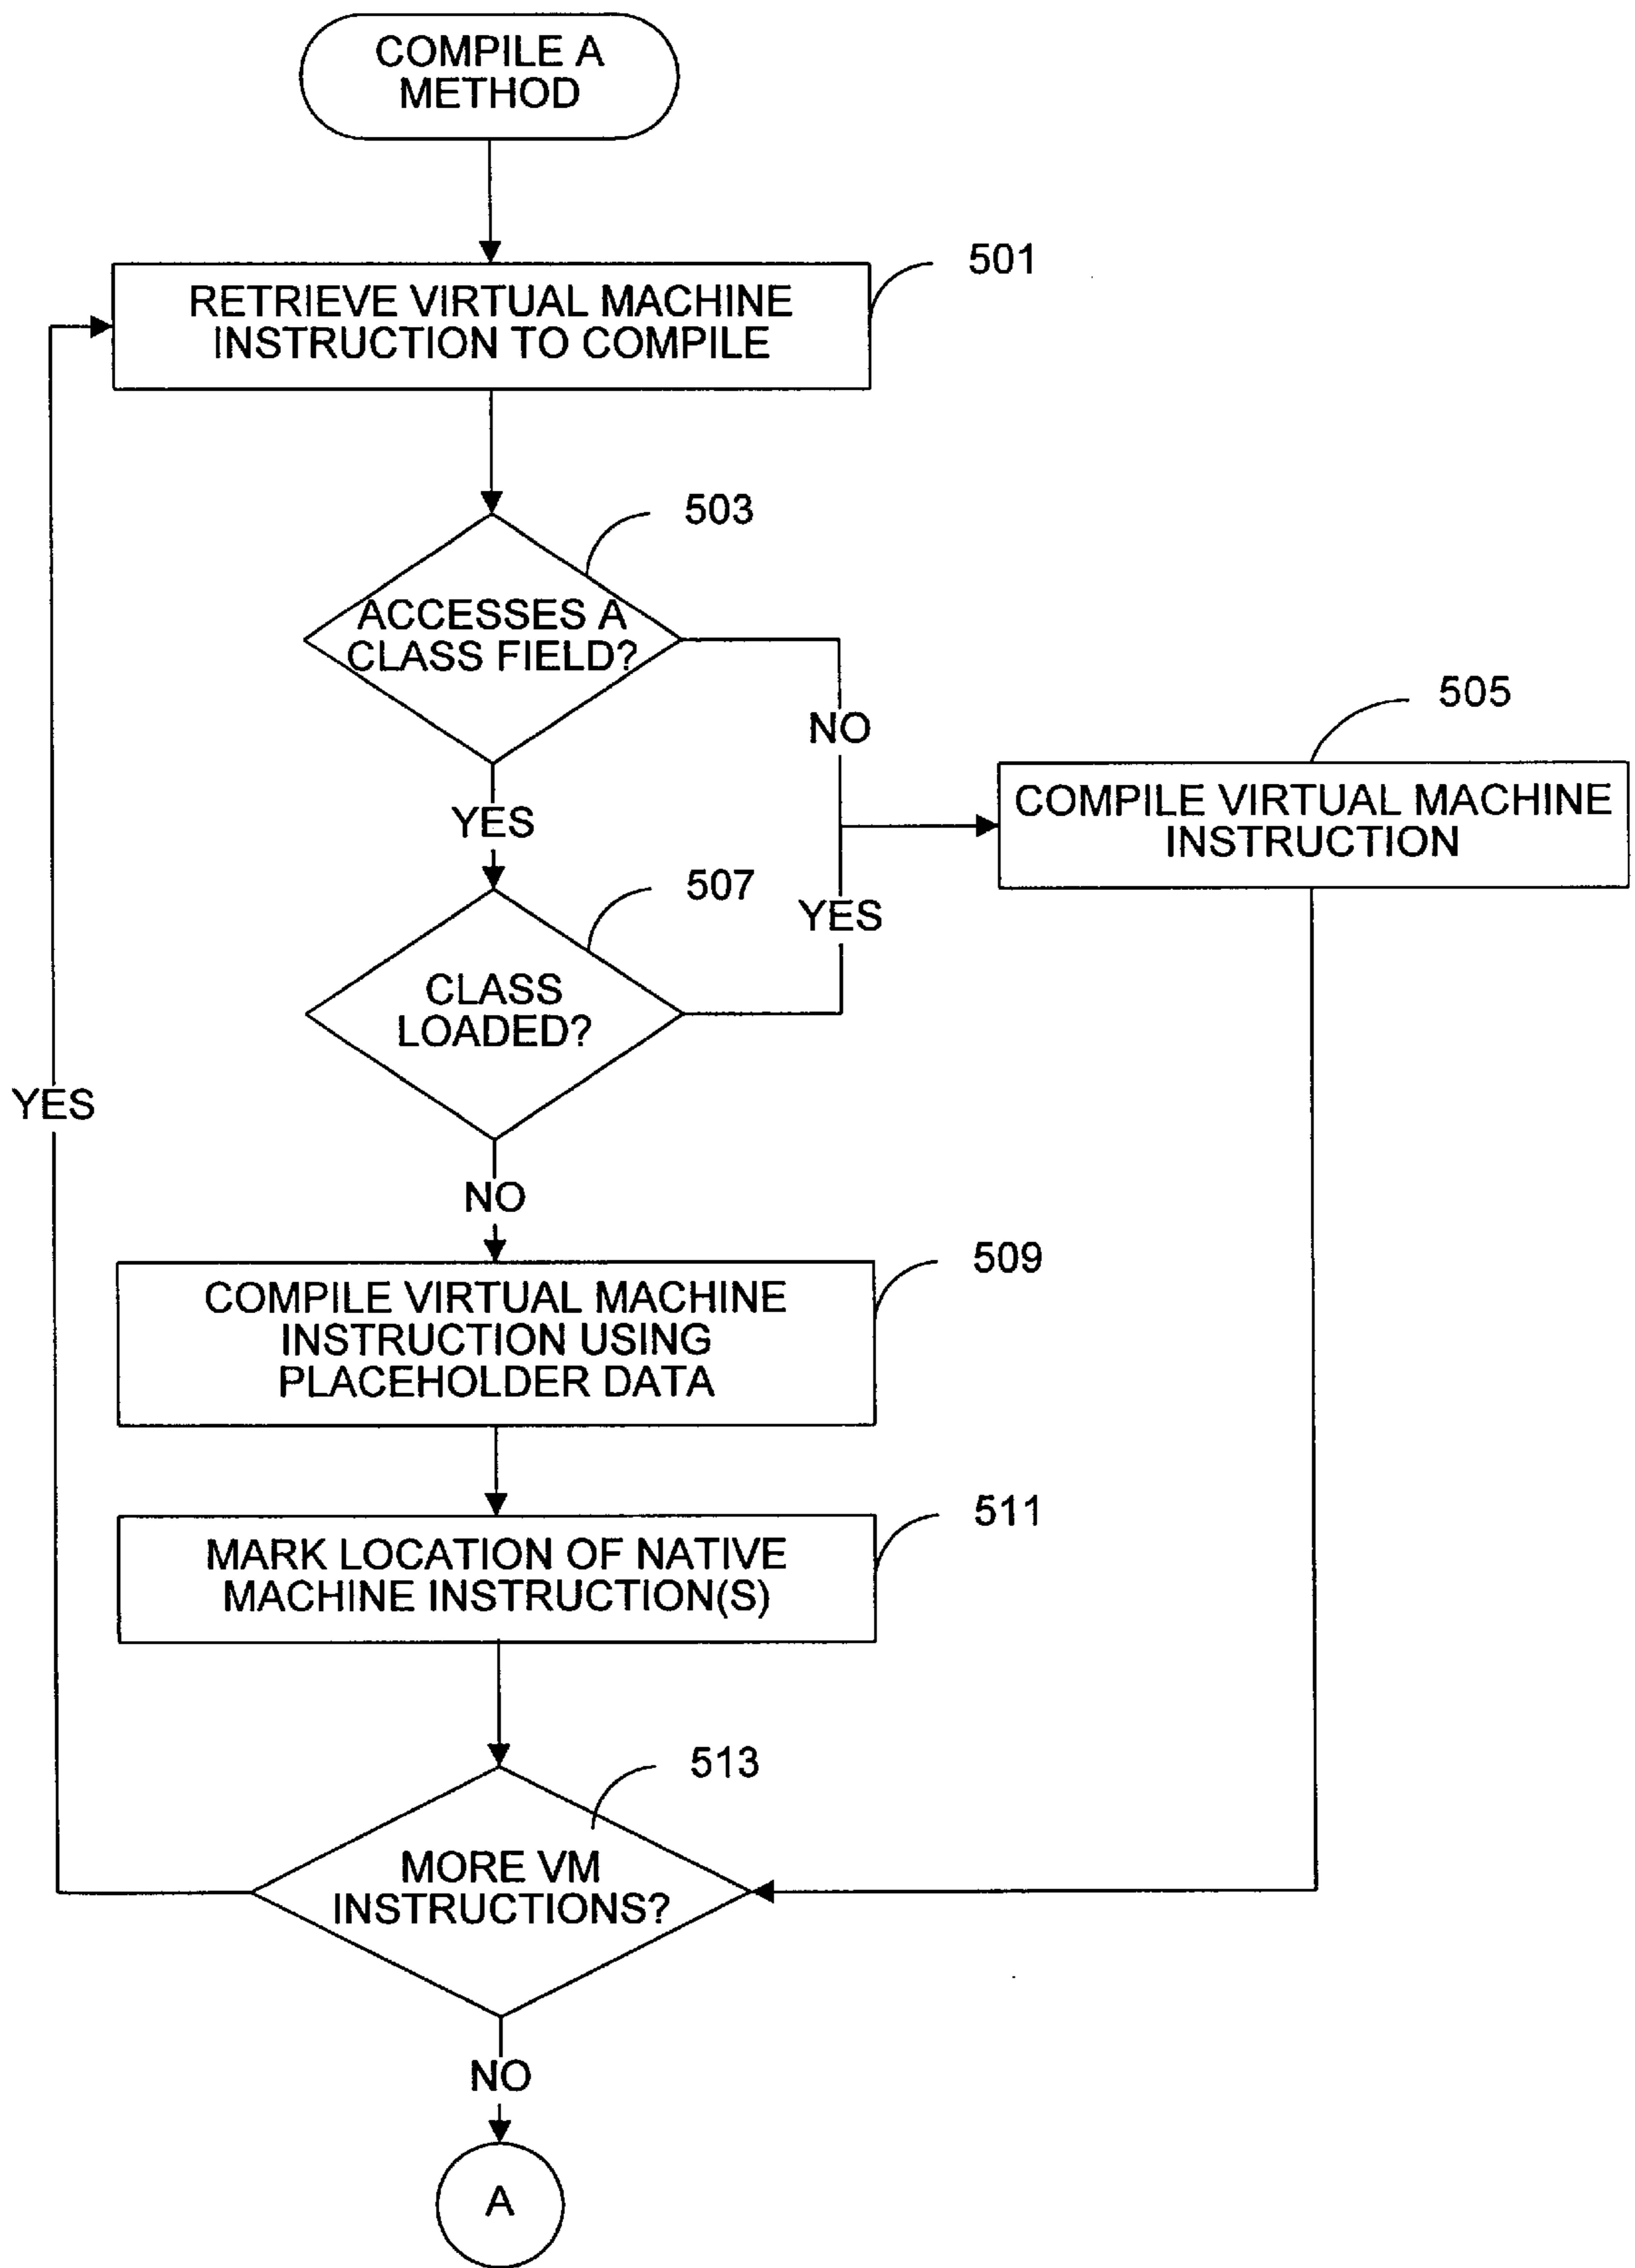 COMPILE A
METHOD
501
RETRIEVE VIRTUAL MACHINE
INSTRUCTION TO COMPILE
503
ACCESSES A
CLASS FIELD?
NO
505
COMPILE VIRTUAL MACHINE
INSTRUCTION
YES
507
YES
CLASS
LOADED?
YES
NO
509
COMPILE VIRTUAL MACHINE
INSTRUCTION USING
PLACEHOLDER DATA
511
MARK LOCATION OF NATIVE
MACHINE INSTRUCTION(S)
513
MORE VM
INSTRUCTIONS?
NO
A